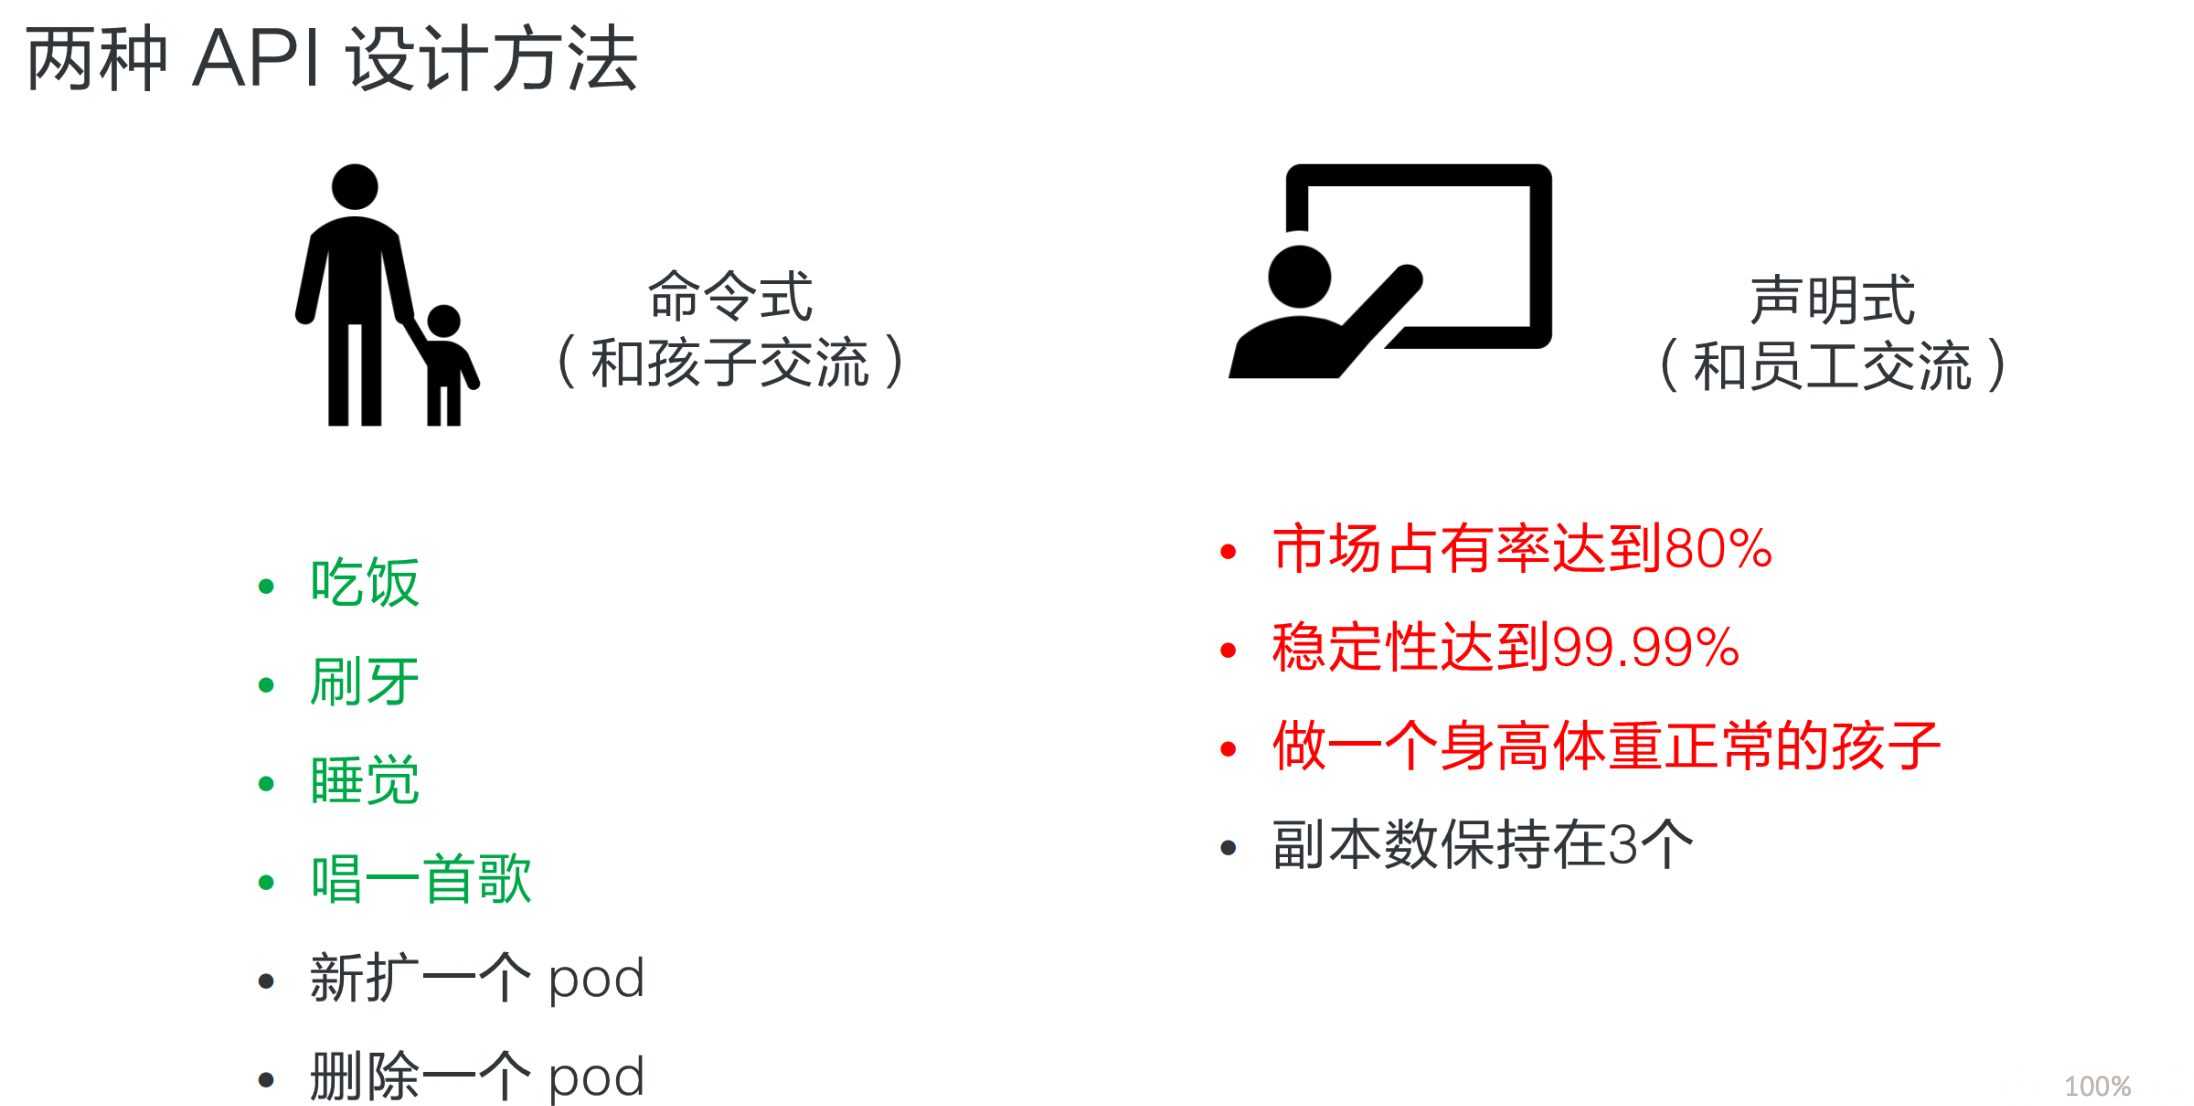 两种 API 设计方法
命令式
（和孩子交流）
• 吃饭
• 刷牙
• 睡觉
• 唱一首歌
• 新扩一个 pod
• 删除一个 pod
声明式
（和员工交流）
• 市场占有率达到80%
• 稳定性达到99.99%
• 做一个身高体重正常的孩子
• 副本数保持在3个
100%